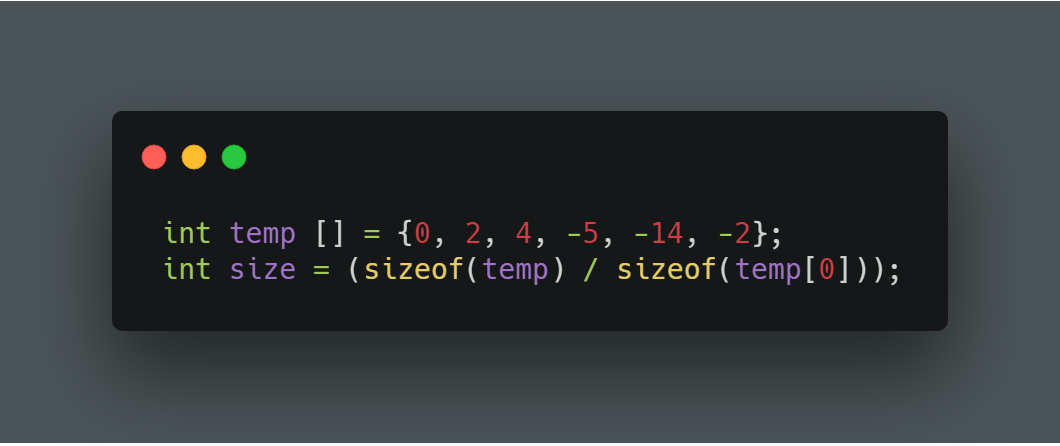 int temp [] = {0, 2, 4, -5, -14, -2};
int size = (sizeof(temp) / sizeof(temp[0]));